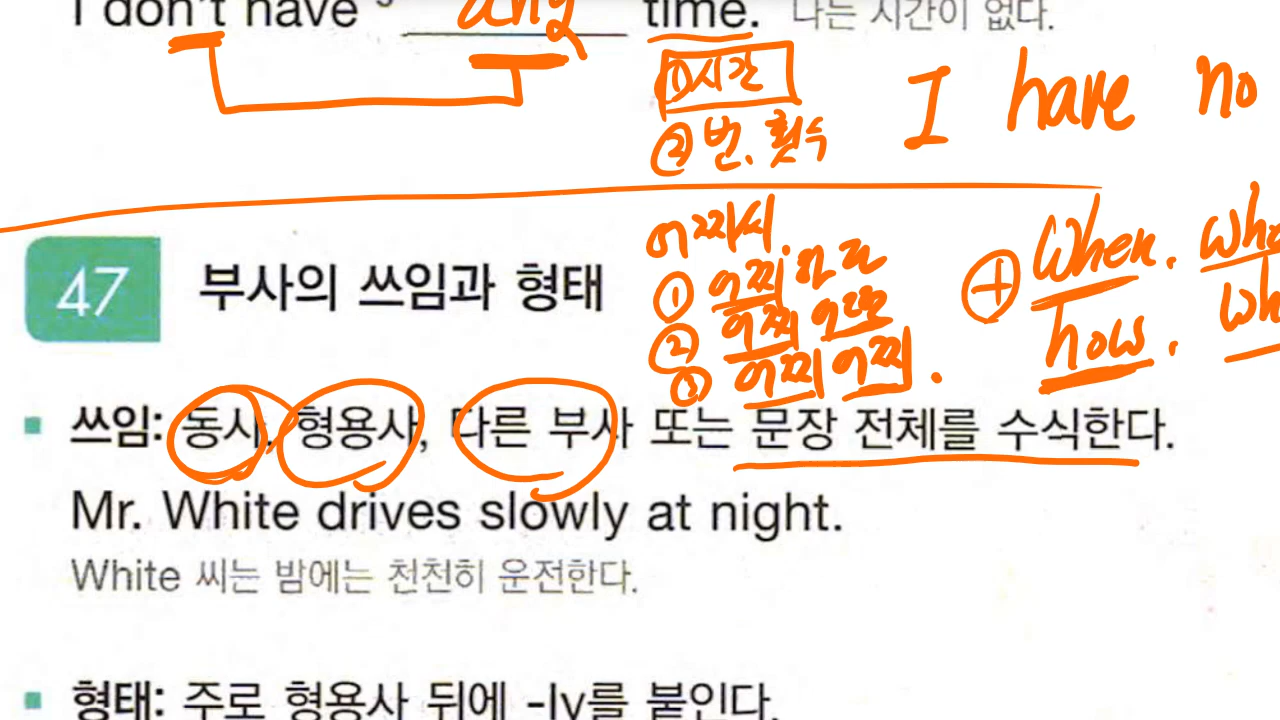 I don't have any time. 나는 시간이 없다.
① 시간
② 번, 횟수
I have no
47 부사의 쓰임과 형태
어찌씨.
① 어찌한다
② 어찌 어떤
③ 어찌 어찌.
⊕ When.
how.
쓰임: 동사, 형용사, 다른 부사 또는 문장 전체를 수식한다.
Mr. White drives slowly at night.
White 씨는 밤에는 천천히 운전한다.
형태: 주로 형용사 뒤에 -ly를 붙인다.